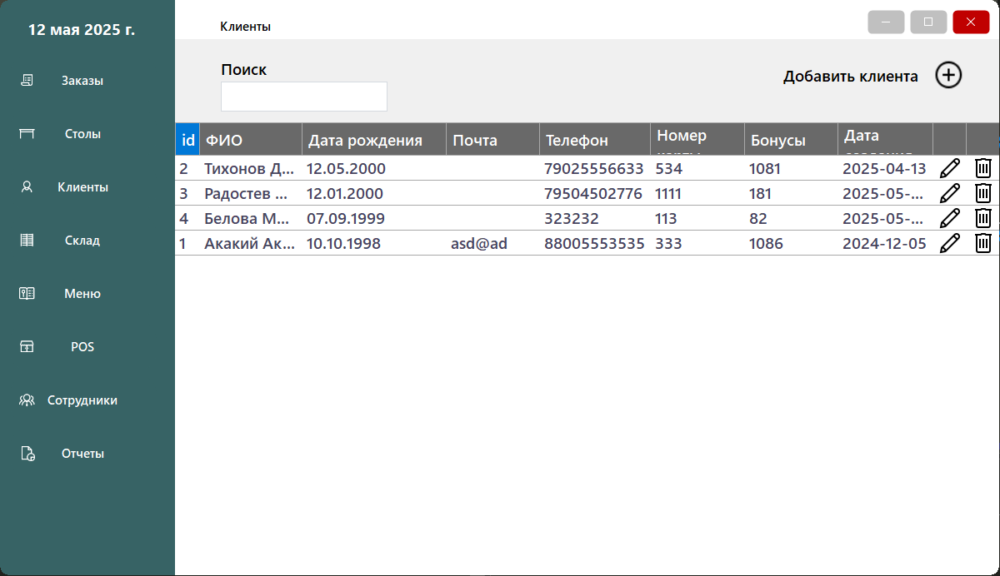 12 мая 2025 г.
Заказы
Столы
Клиенты
Склад
Меню
POS
Сотрудники
Отчеты
Клиенты
Поиск
Добавить клиента
id ФИО Дата рождения Почта Телефон Номер Бонусы Дата
2 Тихонов Д... 12.05.2000 79025556633 534 1081 2025-04-13
3 Радостев ... 12.01.2000 79504502776 1111 181 2025-05-...
4 Белова М... 07.09.1999 323232 113 82 2025-05-...
1 Акакий Ак... 10.10.1998 asd@ad 88005553535 333 1086 2024-12-05